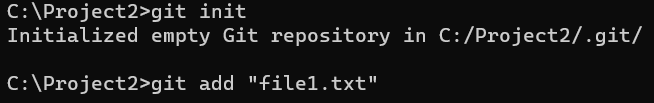 C:\Project2>git init
Initialized empty Git repository in C:/Project2/.git/
C:\Project2>git add "file1.txt"